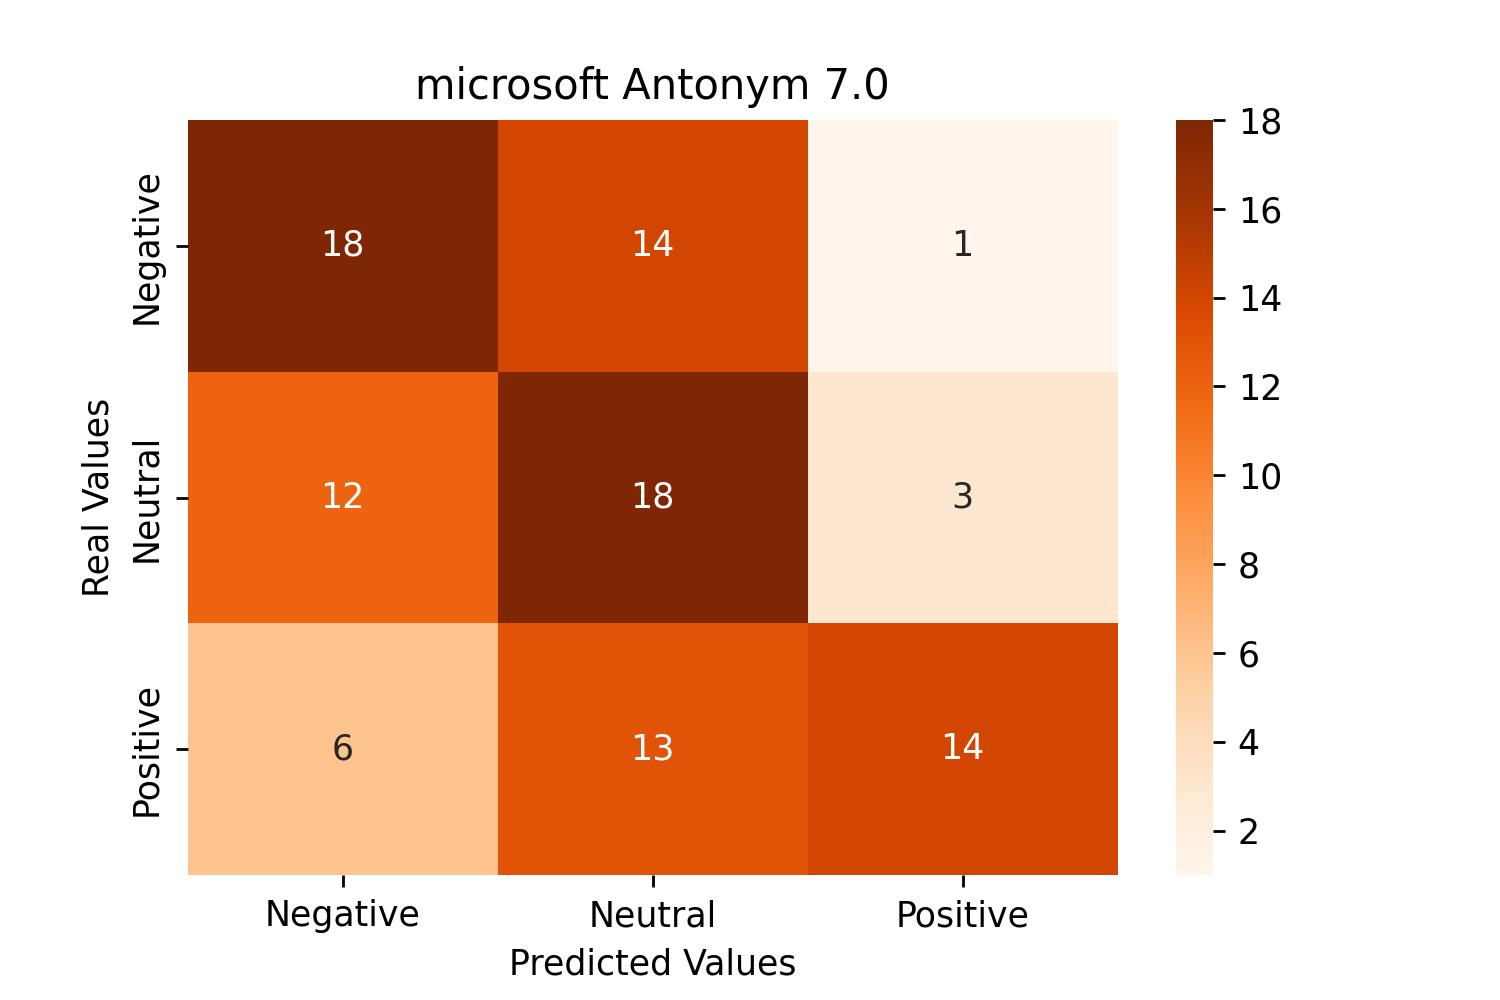 microsoft Antonym 7.0
18
14
1
12
18
3
6
13
14
Negative
Neutral
Positive
Real Values
Negative
Neutral
Positive
Predicted Values
18
16
14
12
10
8
6
4
2